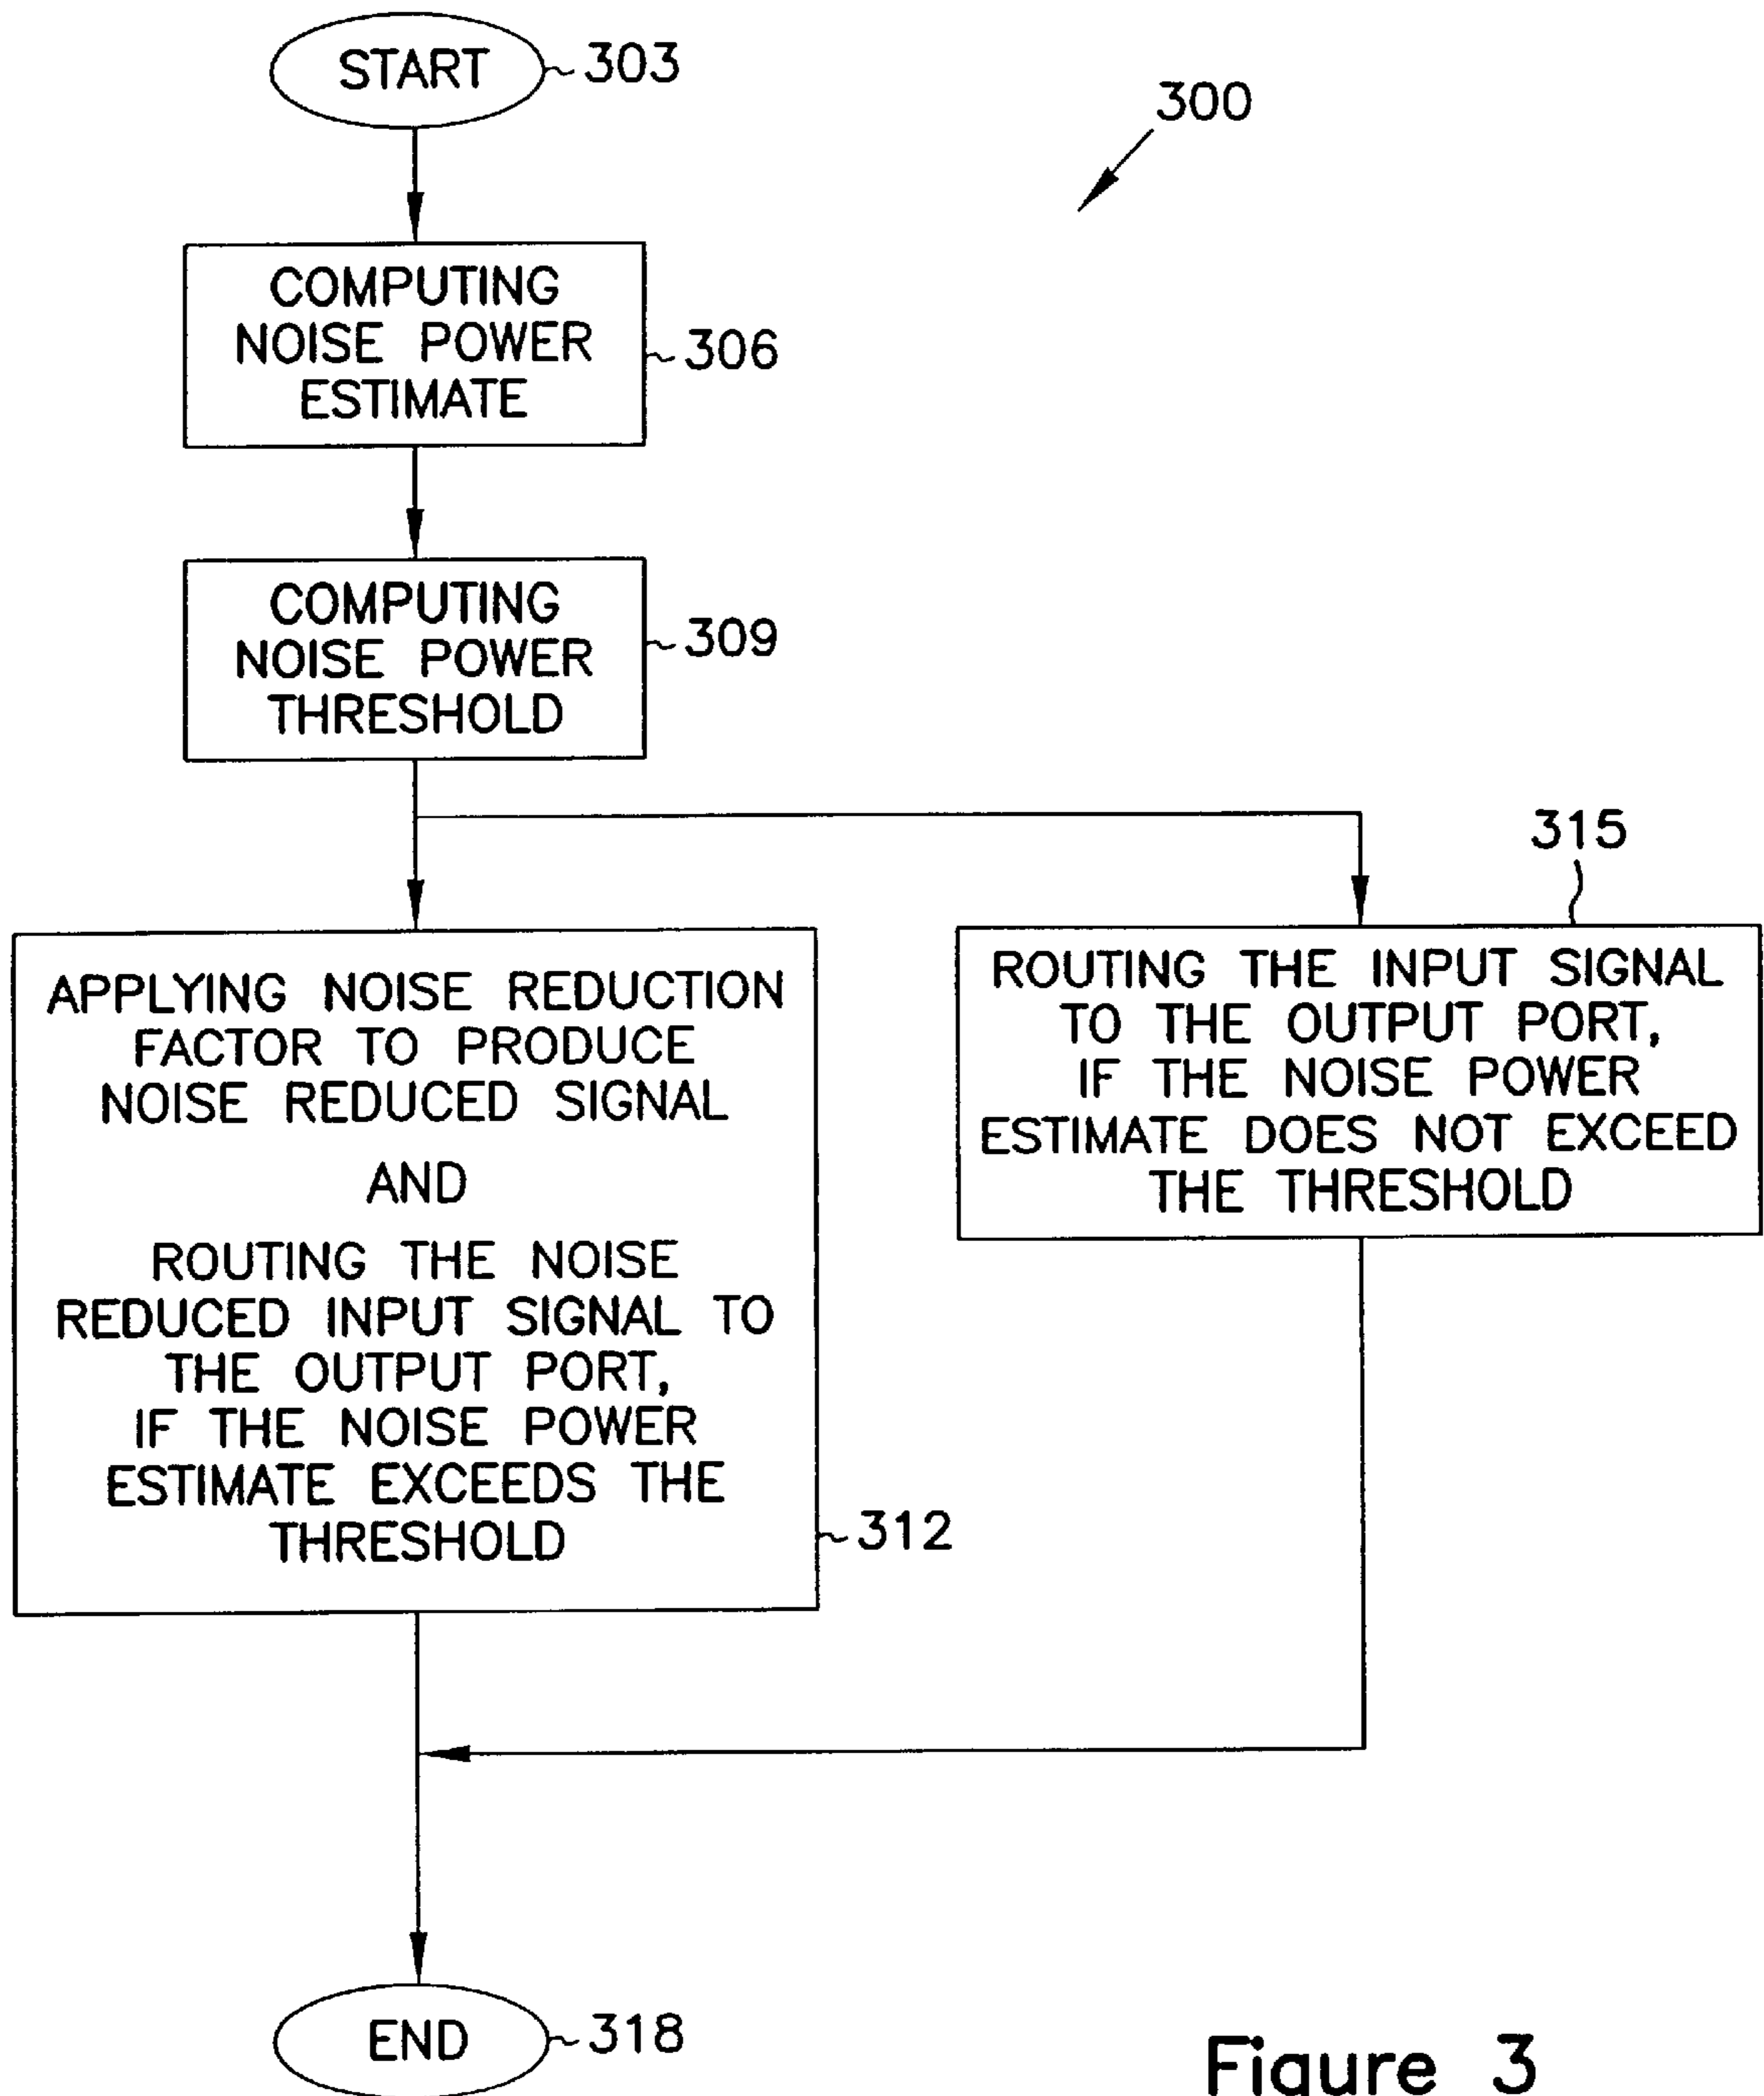 START
303
300
COMPUTING
NOISE POWER
ESTIMATE
306
COMPUTING
NOISE POWER
THRESHOLD
309
APPLYING NOISE REDUCTION
FACTOR TO PRODUCE
NOISE REDUCED SIGNAL
AND
ROUTING THE NOISE
REDUCED INPUT SIGNAL TO
THE OUTPUT PORT,
IF THE NOISE POWER
ESTIMATE EXCEEDS THE
THRESHOLD
312
315
ROUTING THE INPUT SIGNAL
TO THE OUTPUT PORT,
IF THE NOISE POWER
ESTIMATE DOES NOT EXCEED
THE THRESHOLD
END
318
Figure 3